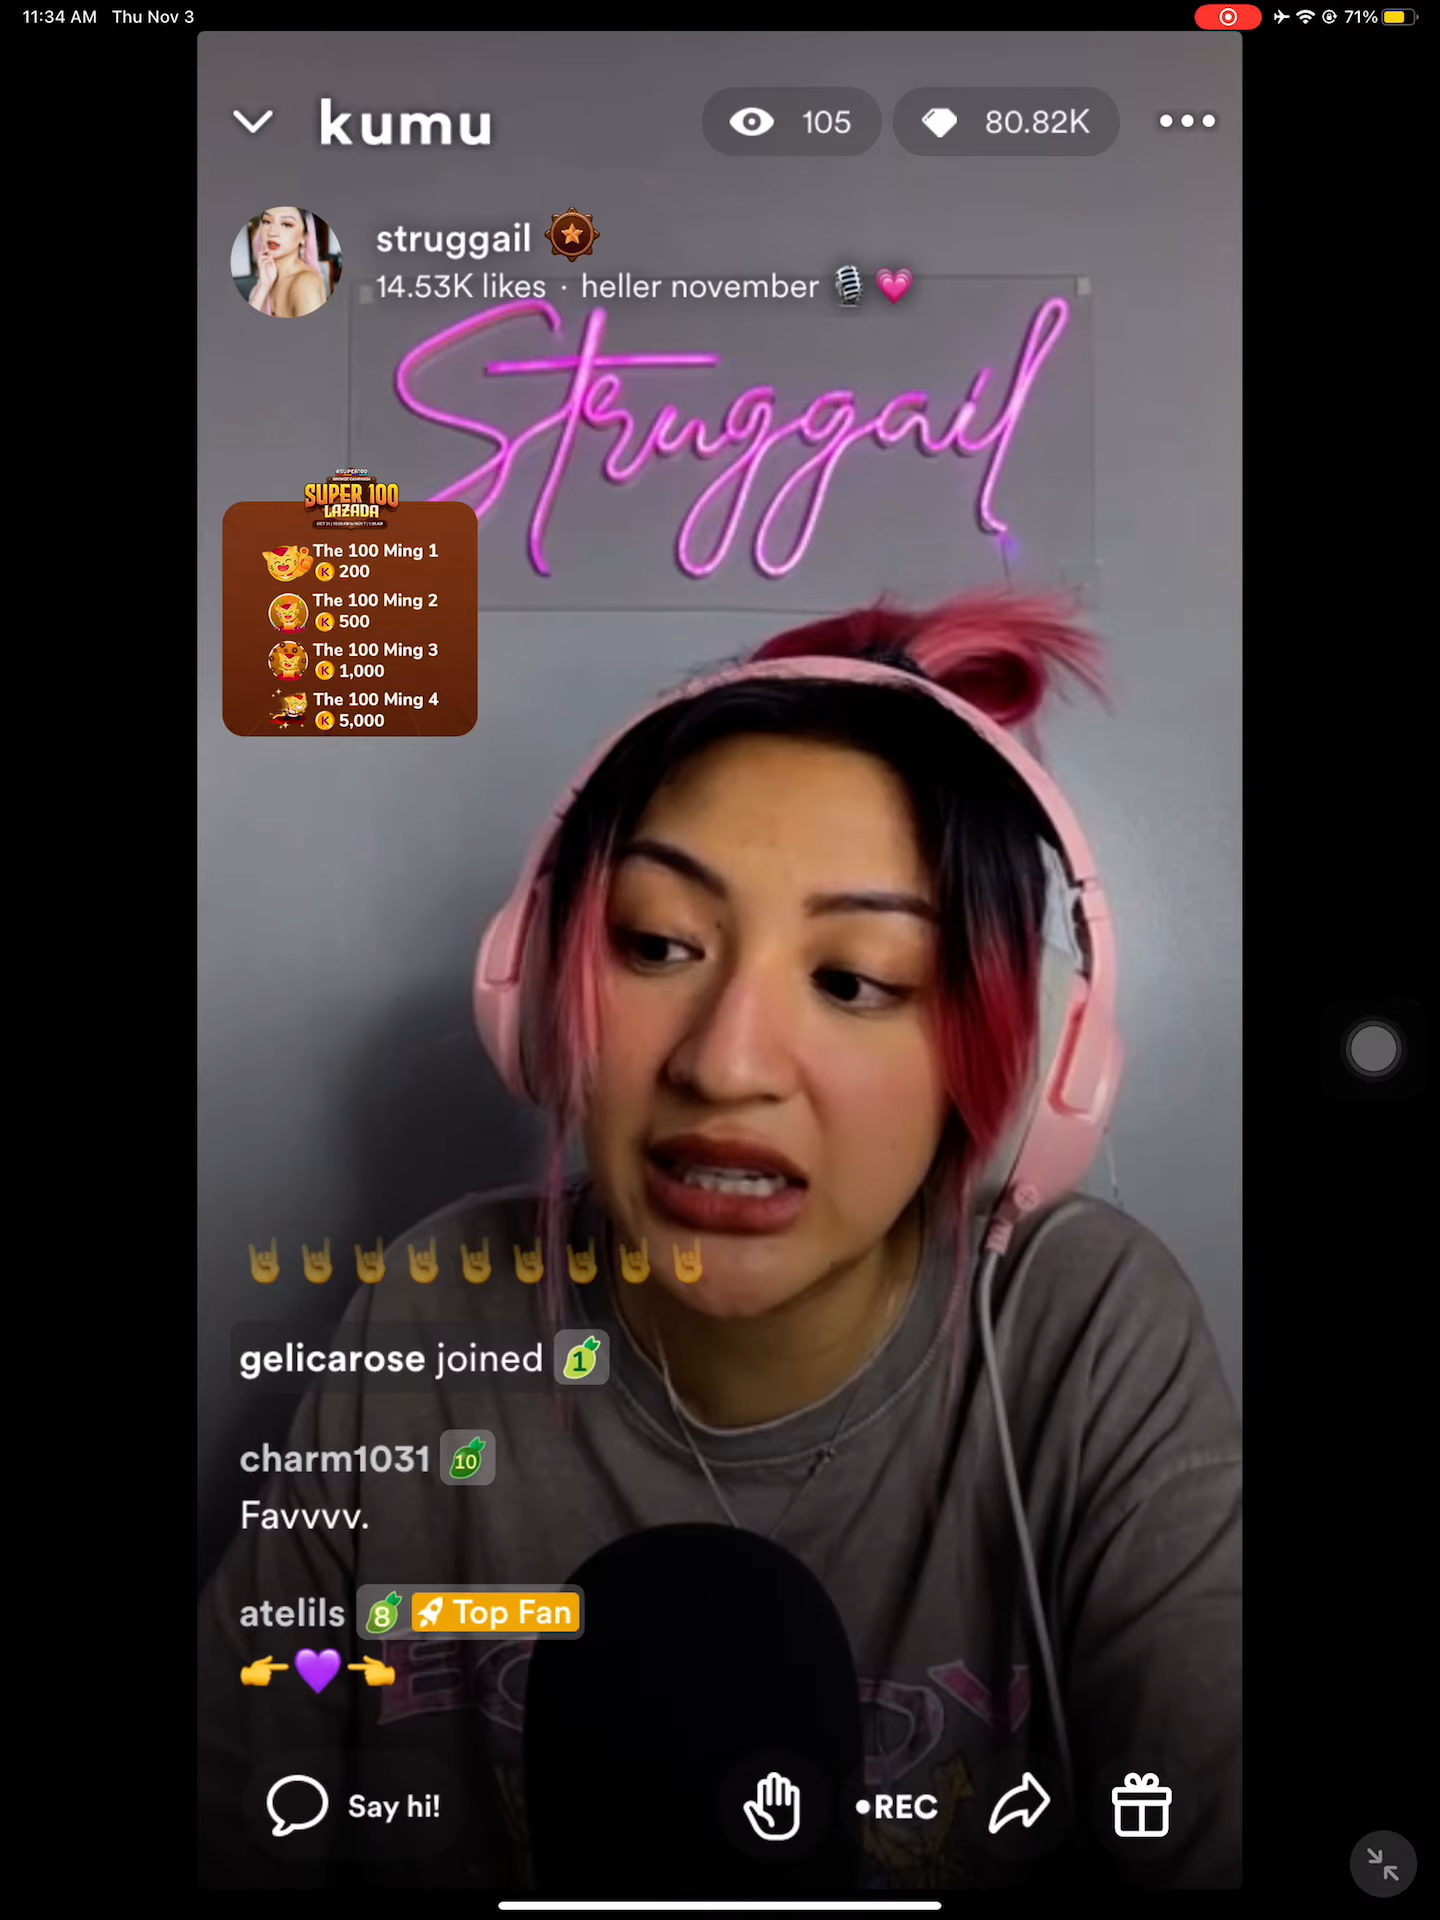 11:34 AM Thu Nov 3
71%
kumu
105
80.82K
struggail
14.53K likes · heller november 🎙️💗
Struggail
#SUPER100
SUPER 100
LAZADA
The 100 Ming 1
K 200
The 100 Ming 2
K 500
The 100 Ming 3
K 1,000
The 100 Ming 4
K 5,000
🤘🤘🤘🤘🤘🤘🤘🤘🤘
gelicarose joined 1
charm1031 10
Favvvv.
atelils 8 Top Fan
👉💜👈
Say hi!
•REC